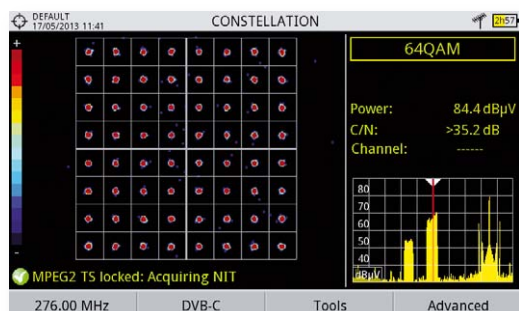 DEFAULT
17/05/2013 11:41
CONSTELLATION
2h57
+
64QAM
Power: 84.4 dBµV
C/N: >35.2 dB
Channel: ------
80
70
60
50
40
dBµV
-
MPEG2 TS locked: Acquiring NIT
276.00 MHz DVB-C Tools Advanced